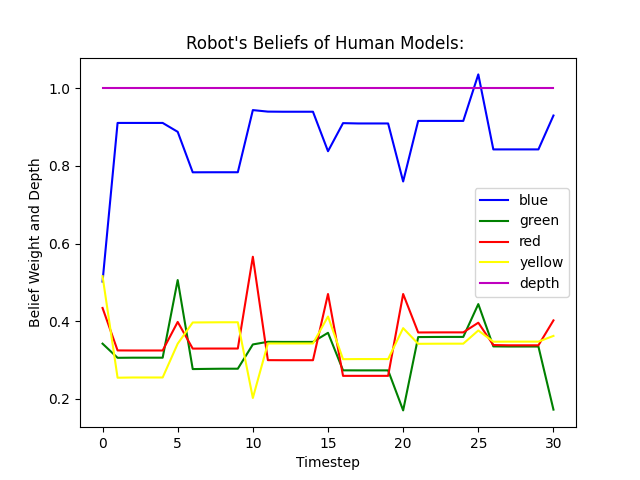 Robot's Beliefs of Human Models:
Belief Weight and Depth
1.0
0.8
0.6
0.4
0.2
blue
green
red
yellow
depth
0 5 10 15 20 25 30
Timestep